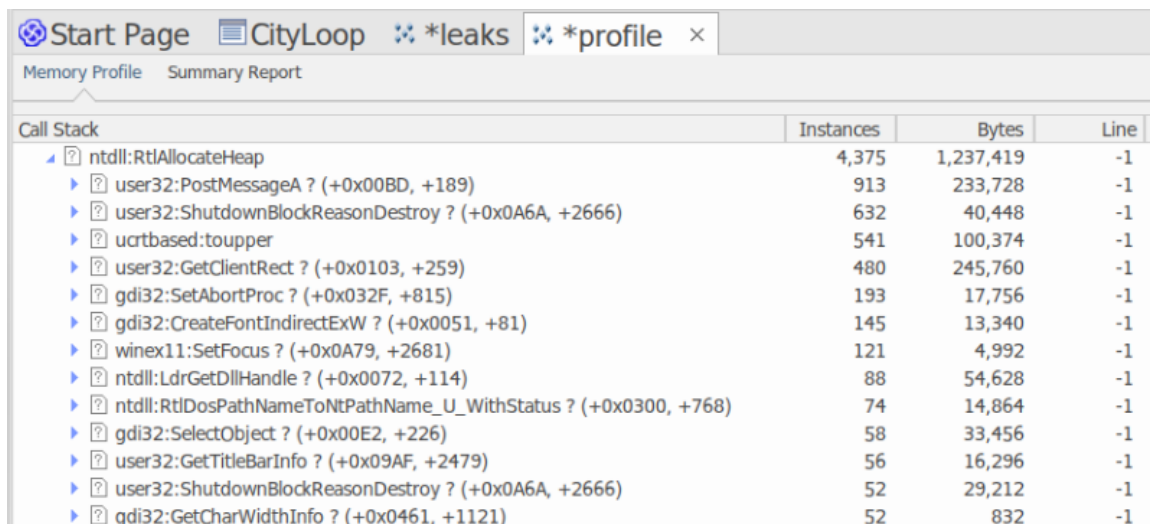 Start Page CityLoop *leaks *profile ×
Memory Profile Summary Report
Call Stack Instances Bytes Line
ntdll:RtlAllocateHeap 4,375 1,237,419 -1
user32:PostMessageA ? (+0x00BD, +189) 913 233,728 -1
user32:ShutdownBlockReasonDestroy ? (+0x0A6A, +2666) 632 40,448 -1
ucrtbased:toupper 541 100,374 -1
user32:GetClientRect ? (+0x0103, +259) 480 245,760 -1
gdi32:SetAbortProc ? (+0x032F, +815) 193 17,756 -1
gdi32:CreateFontIndirectExW ? (+0x0051, +81) 145 13,340 -1
winex11:SetFocus ? (+0x0A79, +2681) 121 4,992 -1
ntdll:LdrGetDllHandle ? (+0x0072, +114) 88 54,628 -1
ntdll:RtlDosPathNameToNtPathName_U_WithStatus ? (+0x0300, +768) 74 14,864 -1
gdi32:SelectObject ? (+0x00E2, +226) 58 33,456 -1
user32:GetTitleBarInfo ? (+0x09AF, +2479) 56 16,296 -1
user32:ShutdownBlockReasonDestroy ? (+0x0A6A, +2666) 52 29,212 -1
gdi32:GetCharWidthInfo ? (+0x0461, +1121) 52 832 -1